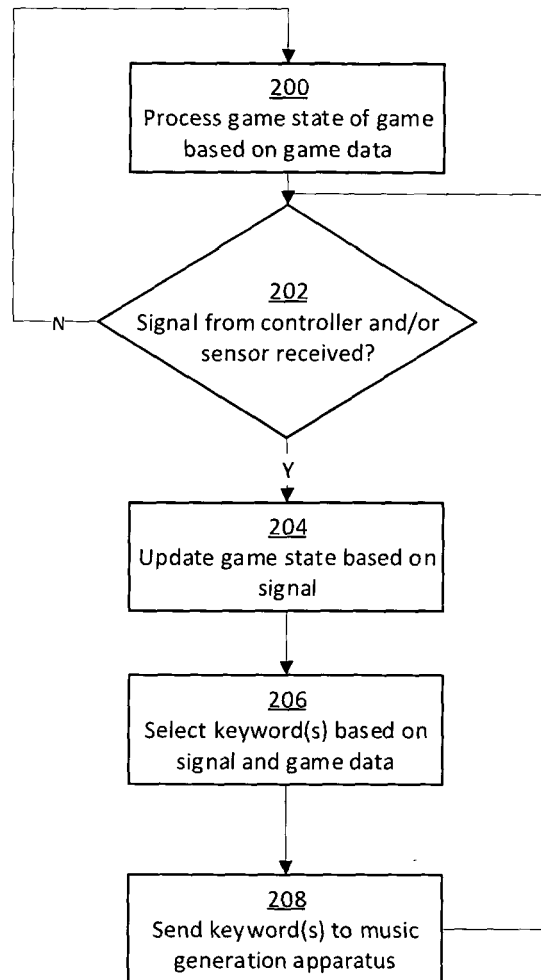 200
Process game state of game
based on game data
202
Signal from controller and/or
sensor received?
N
Y
204
Update game state based on
signal
206
Select keyword(s) based on
signal and game data
208
Send keyword(s) to music
generation apparatus